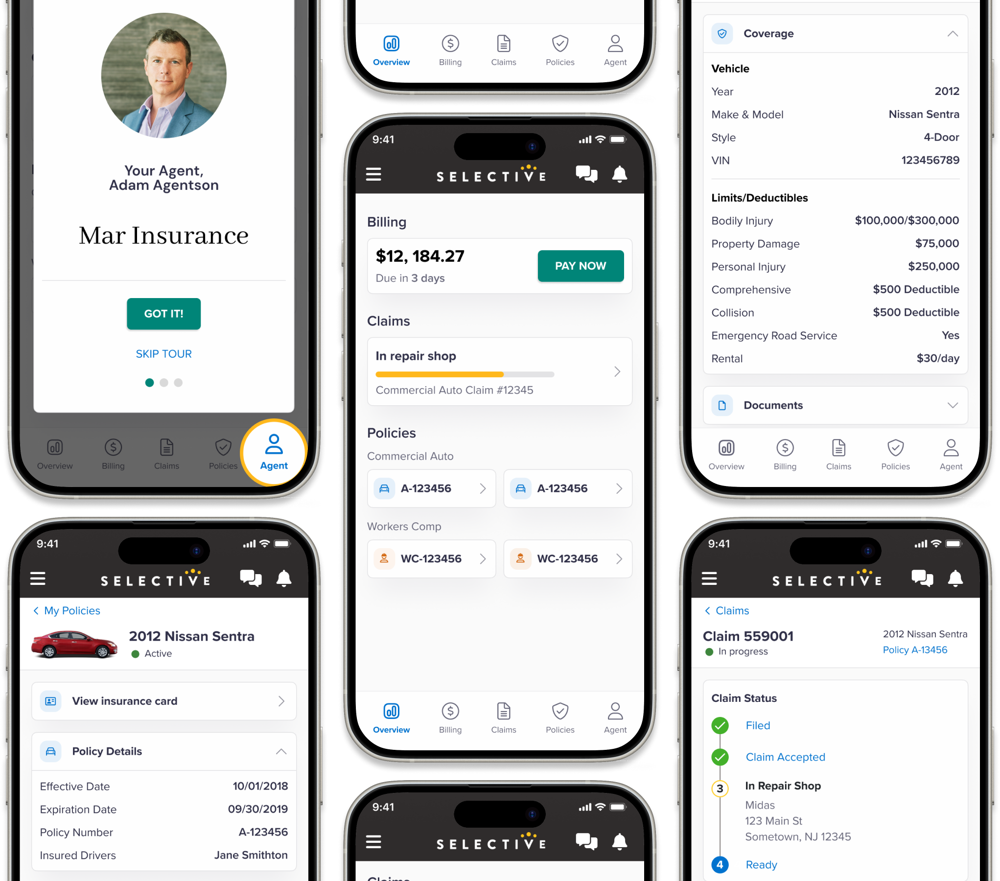 Your Agent,
Adam Agentson
Mar Insurance
GOT IT!
SKIP TOUR
Overview
Billing
Claims
Policies
Agent
9:41
SELECTIVE
My Policies
2012 Nissan Sentra
Active
View insurance card
Policy Details
Effective Date 10/01/2018
Expiration Date 09/30/2019
Policy Number A-123456
Insured Drivers Jane Smithton
Overview
Billing
Claims
Policies
Agent
9:41
SELECTIVE
Billing
$12, 184.27
Due in 3 days
PAY NOW
Claims
In repair shop
Commercial Auto Claim #12345
Policies
Commercial Auto
A-123456
A-123456
Workers Comp
WC-123456
WC-123456
Overview
Billing
Claims
Policies
Agent
9:41
SELECTIVE
Coverage
Vehicle
Year 2012
Make & Model Nissan Sentra
Style 4-Door
VIN 123456789
Limits/Deductibles
Bodily Injury $100,000/$300,000
Property Damage $75,000
Personal Injury $250,000
Comprehensive $500 Deductible
Collision $500 Deductible
Emergency Road Service Yes
Rental $30/day
Documents
Overview
Billing
Claims
Policies
Agent
9:41
SELECTIVE
Claims
Claim 559001
In progress
2012 Nissan Sentra
Policy A-13456
Claim Status
Filed
Claim Accepted
3 In Repair Shop
Midas
123 Main St
Sometown, NJ 12345
4 Ready